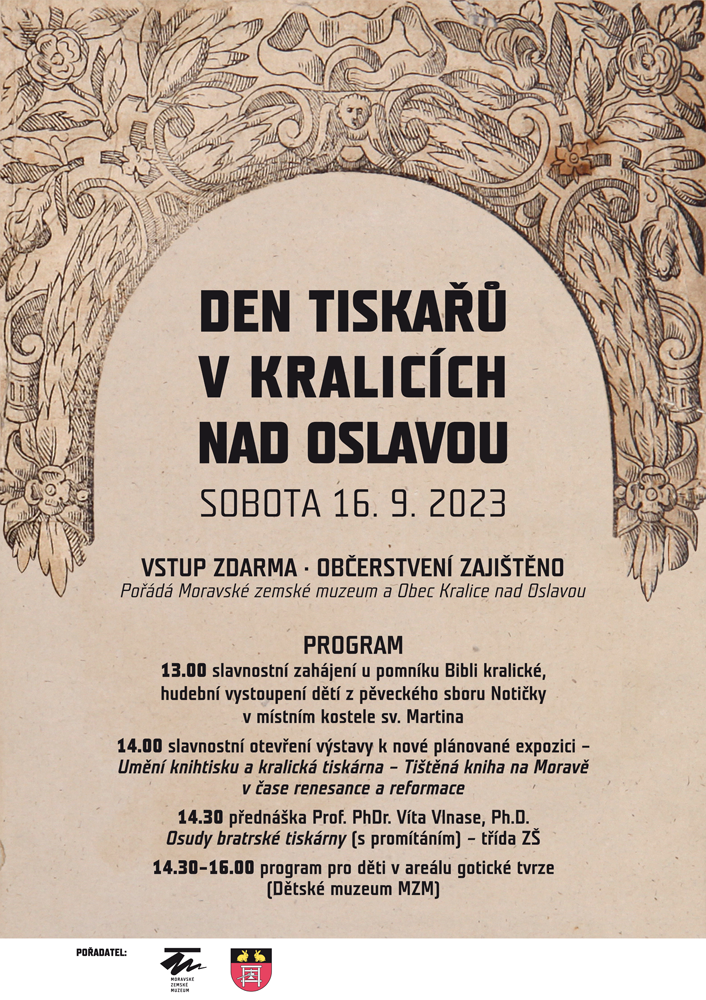 DEN TISKAŘŮ
V KRALICÍCH
NAD OSLAVOU
SOBOTA 16. 9. 2023
VSTUP ZDARMA · OBČERSTVENÍ ZAJIŠTĚNO
Pořádá Moravské zemské muzeum a Obec Kralice nad Oslavou
PROGRAM
13.00 slavnostní zahájení u pomníku Bibli kralické,
hudební vystoupení dětí z pěveckého sboru Notičky
v místním kostele sv. Martina
14.00 slavnostní otevření výstavy k nové plánované expozici –
Umění knihtisku a kralická tiskárna – Tištěná kniha na Moravě
v čase renesance a reformace
14.30 přednáška Prof. PhDr. Víta Vlnase, Ph.D.
Osudy bratrské tiskárny (s promítáním) – třída ZŠ
14.30–16.00 program pro děti v areálu gotické tvrze
(Dětské muzeum MZM)
POŘADATEL:
MORAVSKÉ
ZEMSKÉ
MUZEUM